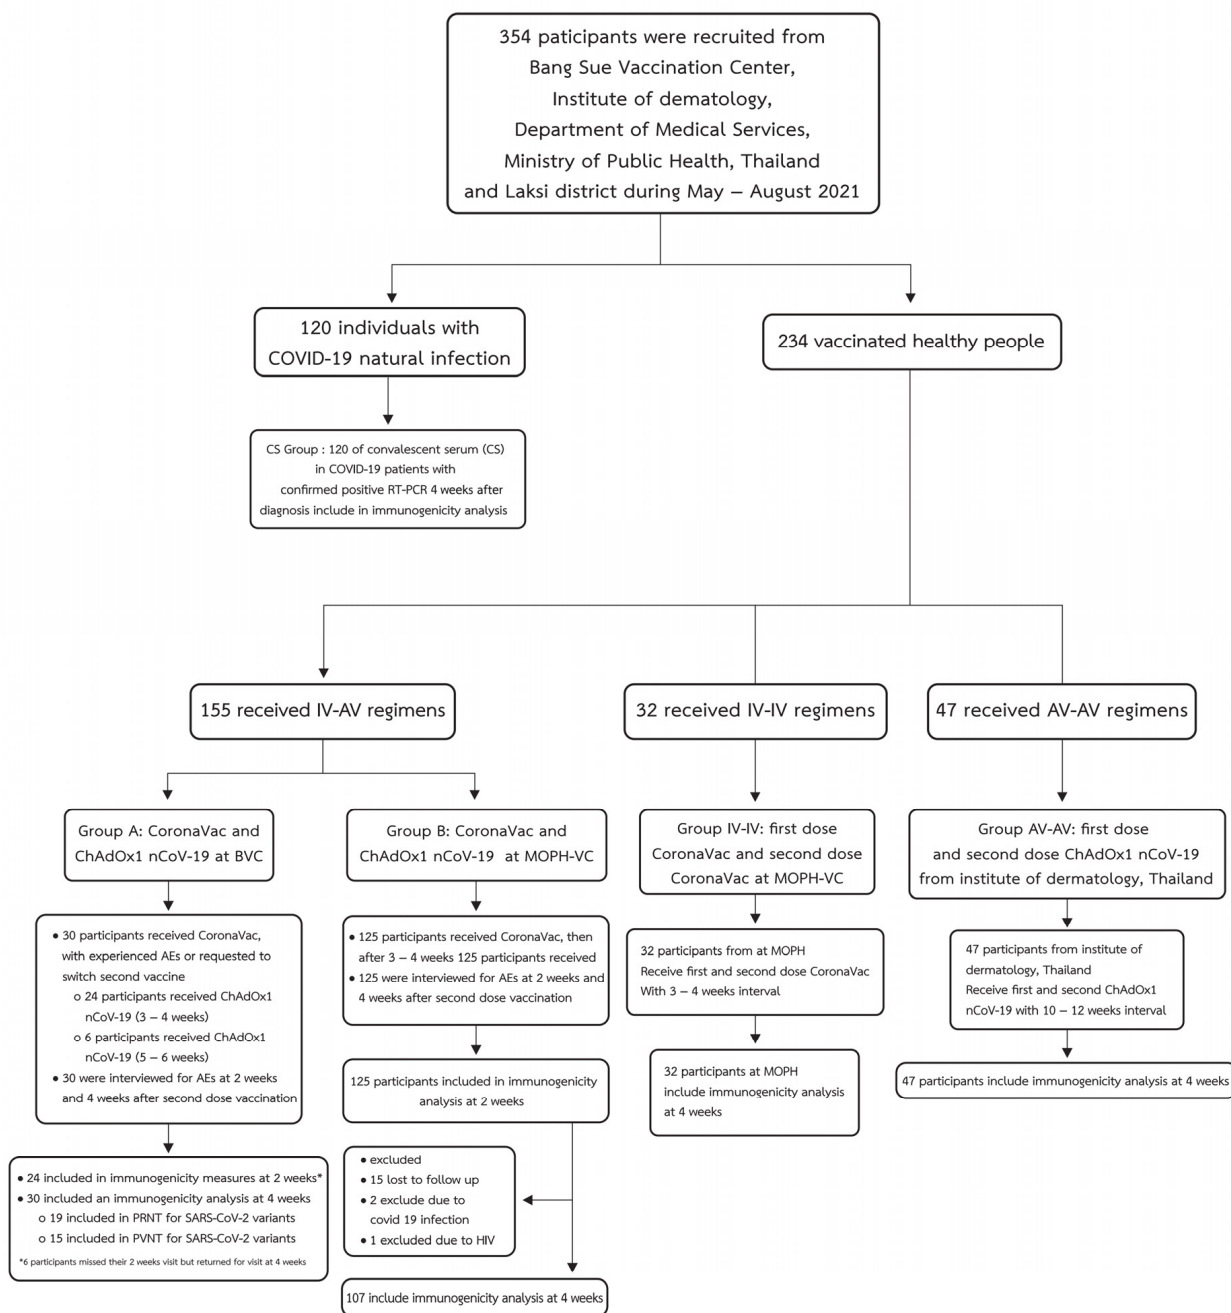 354 paticipants were recruited from
Bang Sue Vaccination Center,
Institute of dematology,
Department of Medical Services,
Ministry of Public Health, Thailand
and Laksi district during May – August 2021
120 individuals with
COVID-19 natural infection
234 vaccinated healthy people
CS Group : 120 of convalescent serum (CS)
in COVID-19 patients with
confirmed positive RT-PCR 4 weeks after
diagnosis include in immunogenicity analysis
155 received IV-AV regimens
32 received IV-IV regimens
47 received AV-AV regimens
Group A: CoronaVac and
ChAdOx1 nCoV-19 at BVC
Group B: CoronaVac and
ChAdOx1 nCoV-19 at MOPH-VC
Group IV-IV: first dose
CoronaVac and second dose
CoronaVac at MOPH-VC
Group AV-AV: first dose
and second dose ChAdOx1 nCoV-19
from institute of dermatology, Thailand
• 30 participants received CoronaVac,
with experienced AEs or requested to
switch second vaccine
o 24 participants received ChAdOx1
nCoV-19 (3 – 4 weeks)
o 6 participants received ChAdOx1
nCoV-19 (5 – 6 weeks)
• 30 were interviewed for AEs at 2 weeks
and 4 weeks after second dose vaccination
• 125 participants received CoronaVac, then
after 3 – 4 weeks 125 participants received
• 125 were interviewed for AEs at 2 weeks and
4 weeks after second dose vaccination
32 participants from at MOPH
Receive first and second dose CoronaVac
With 3 – 4 weeks interval
47 participants from institute of
dermatology, Thailand
Receive first and second ChAdOx1
nCoV-19 with 10 – 12 weeks interval
125 participants included in immunogenicity
analysis at 2 weeks
32 participants at MOPH
include immunogenicity analysis
at 4 weeks
47 participants include immunogenicity analysis at 4 weeks
• 24 included in immunogenicity measures at 2 weeks*
• 30 included an immunogenicity analysis at 4 weeks
o 19 included in PRNT for SARS-CoV-2 variants
o 15 included in PVNT for SARS-CoV-2 variants
*6 participants missed their 2 weeks visit but returned for visit at 4 weeks
• excluded
• 15 lost to follow up
• 2 exclude due to
covid 19 infection
• 1 excluded due to HIV
107 include immunogenicity analysis at 4 weeks